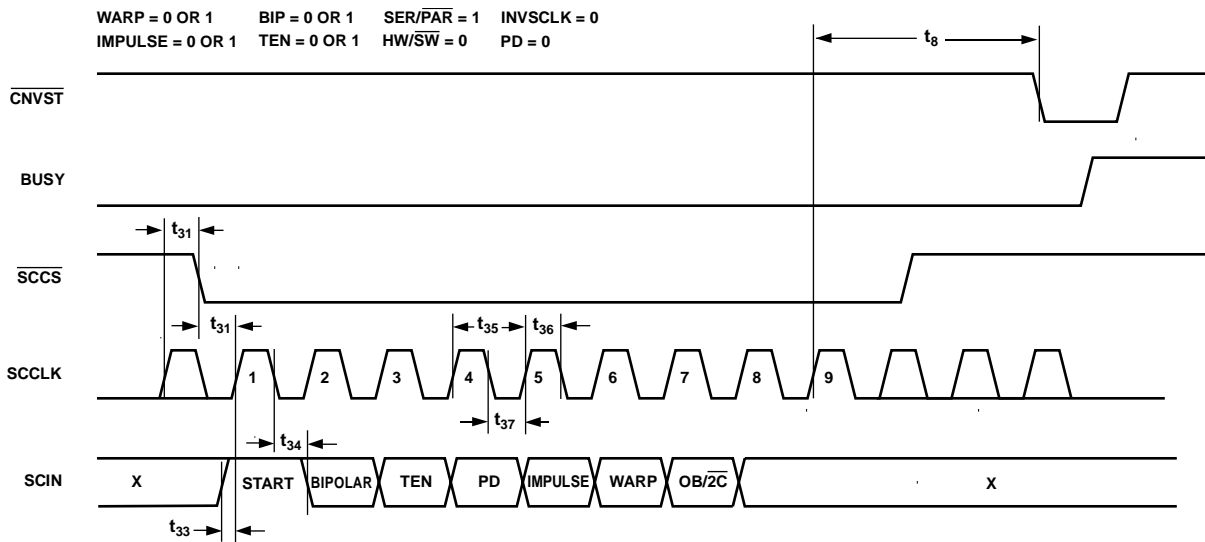 WARP = 0 OR 1 BIP = 0 OR 1 SER/PAR = 1 INVSCLK = 0
IMPULSE = 0 OR 1 TEN = 0 OR 1 HW/SW = 0 PD = 0
t8
CNVST
BUSY
t31
SCCS
t31 t35 t36
SCCLK 1 2 3 4 5 6 7 8 9
t37
t34
SCIN X START BIPOLAR TEN PD IMPULSE WARP OB/2C X
t33